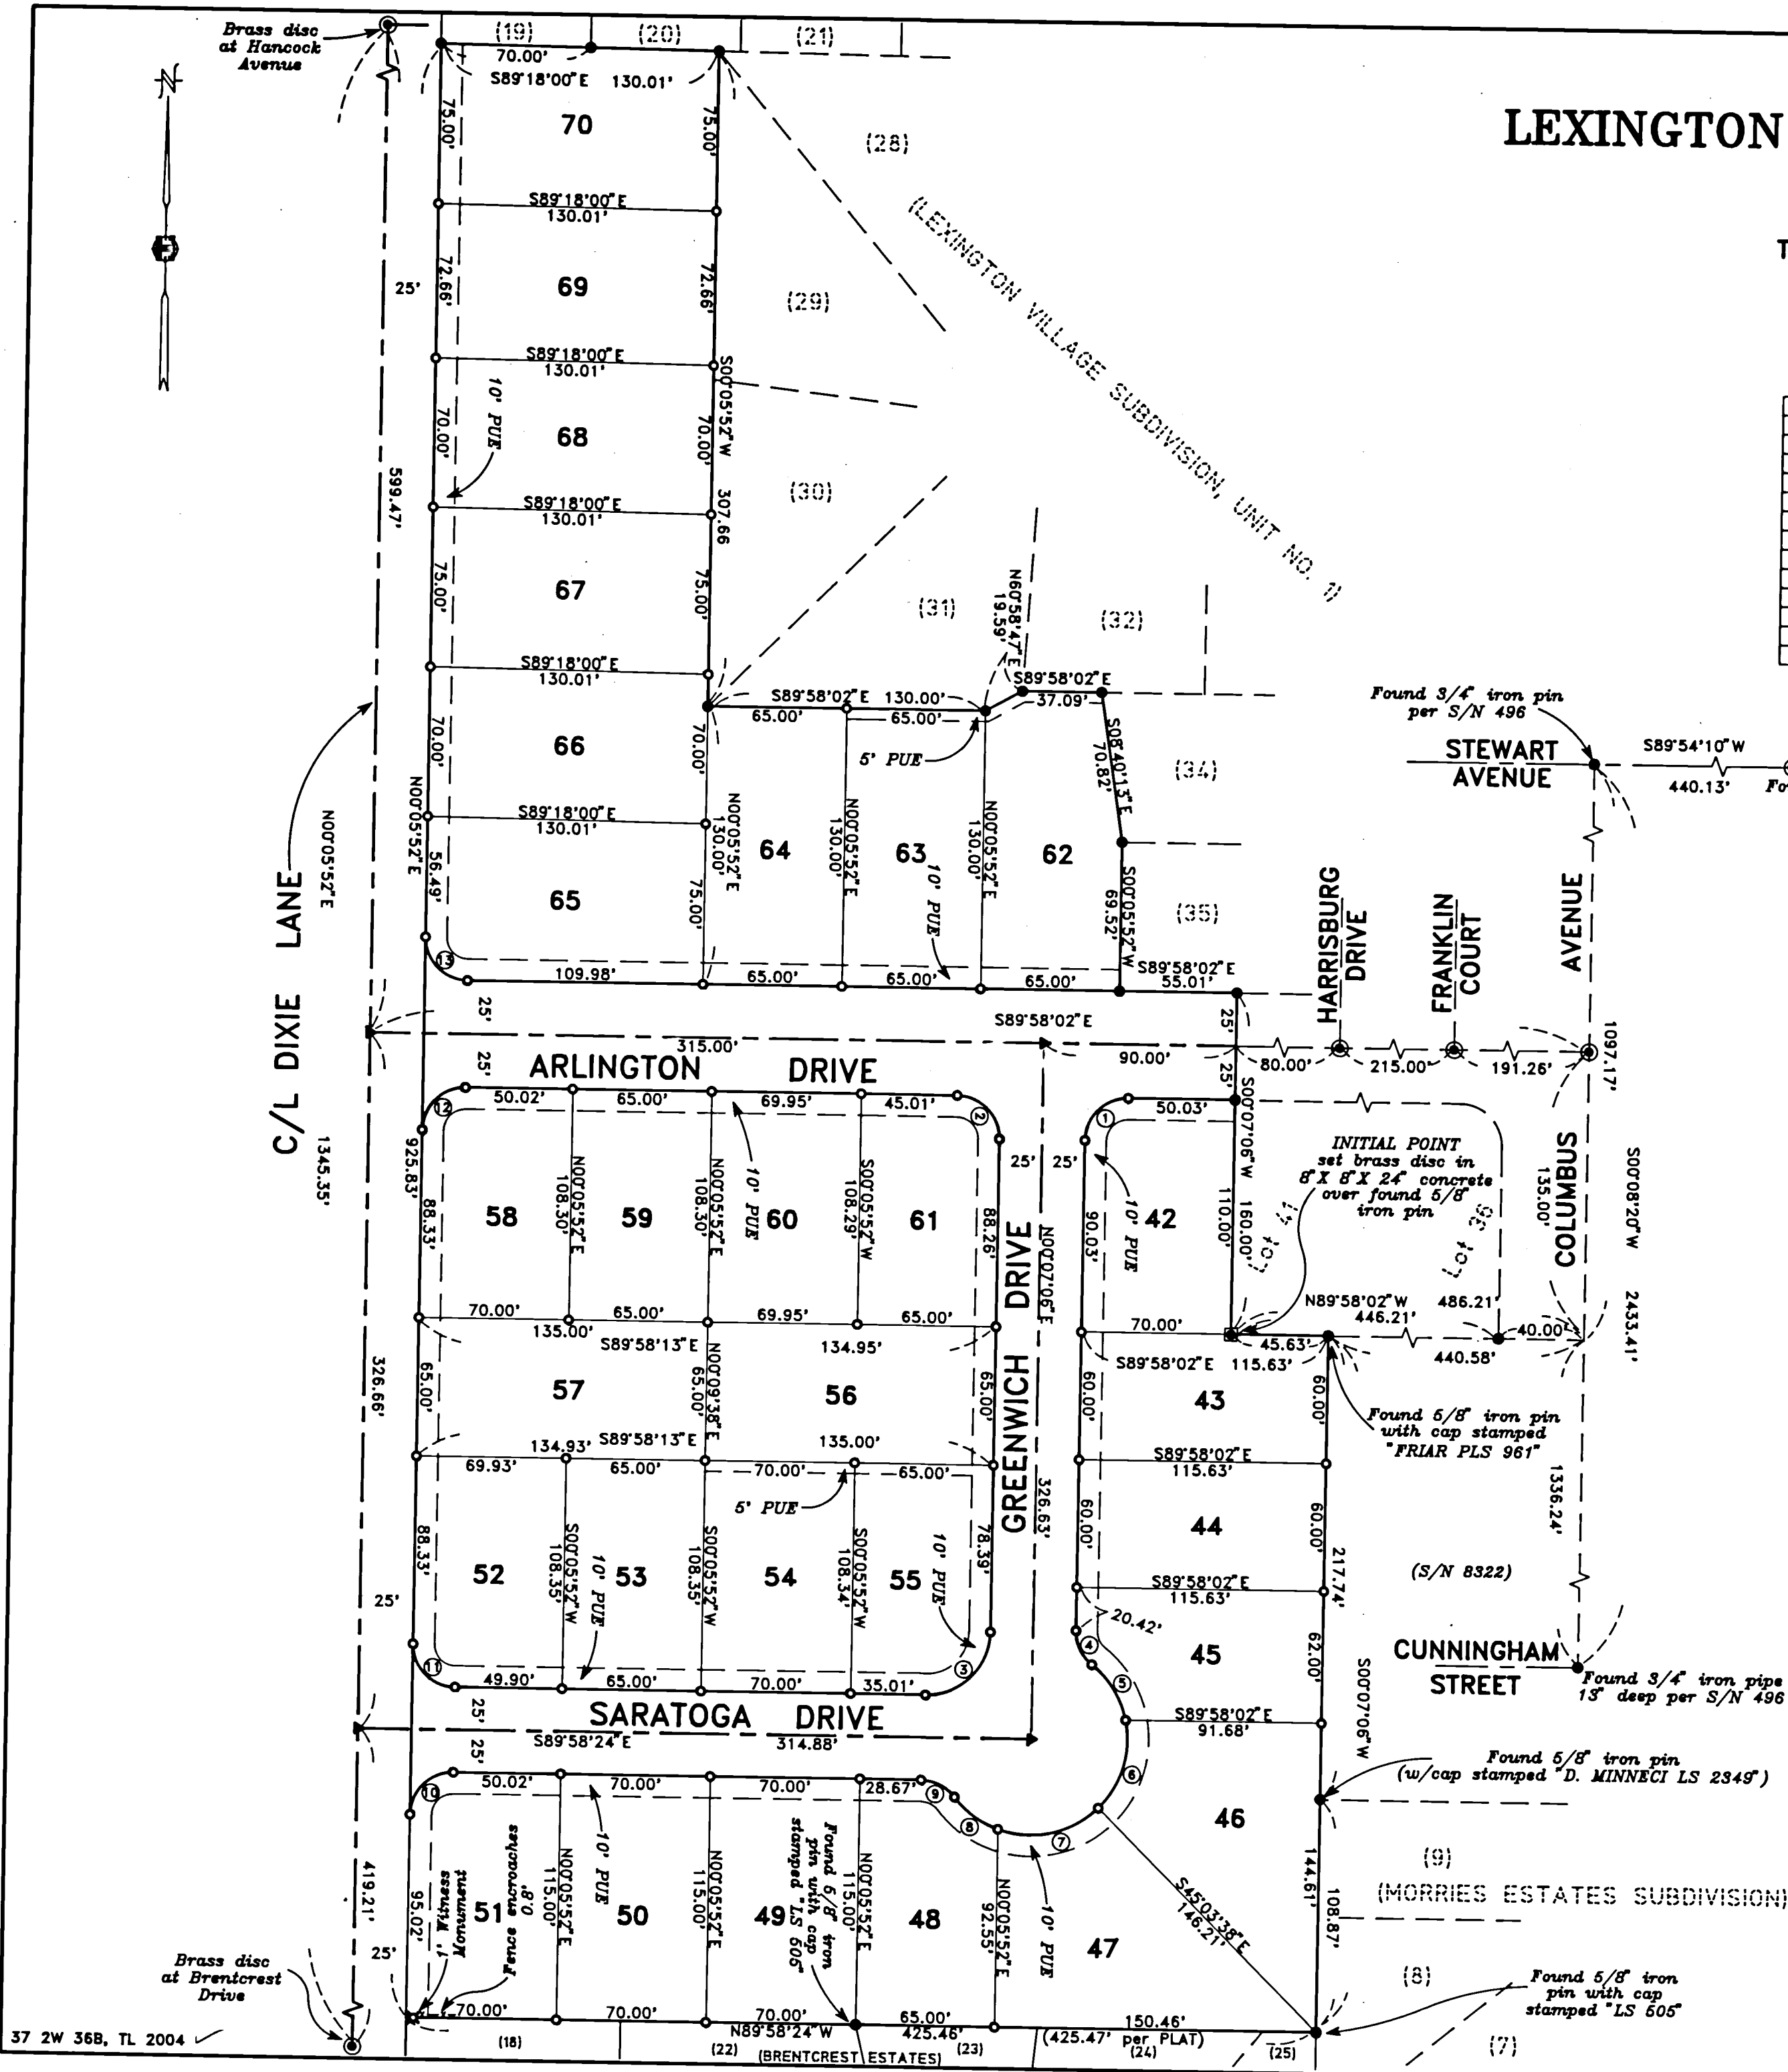 Brass disc
at Hancock
Avenue
N
(19)
(20)
(21)
70.00'
S89°18'00"E 130.01'
LEXINGTON
T
75.00'
70
75.00'
(28)
S89°18'00"E
130.01'
(LEXINGTON VILLAGE SUBDIVISION, UNIT NO. 1)
25'
72.66'
69
72.66'
(29)
S89°18'00"E
130.01'
S00°05'52"W
307.66
10' PUE
70.00'
68
70.00'
(30)
599.47'
S89°18'00"E
130.01'
75.00'
67
75.00'
(31)
N60°58'47"E
19.59'
(32)
S89°18'00"E
130.01'
S89°58'02"E 130.00'
65.00'
65.00'
S89°58'02"E
37.09'
Found 3/4" iron pin
per S/N 496
70.00'
66
70.00'
5' PUE
S08°40'13"E
70.82'
(34)
STEWART
AVENUE
S89°54'10"W
440.13'
Fo
N00°05'52"E
S89°18'00"E
130.01'
N00°05'52"E
130.00'
64
N00°05'52"E
130.00'
63
N00°05'52"E
130.00'
62
10' PUE
C/L DIXIE LANE
N00°05'52"E
1345.35'
56.49'
65
75.00'
S00°05'52"W
69.52'
(35)
HARRISBURG
DRIVE
FRANKLIN
COURT
COLUMBUS AVENUE
13
109.98'
65.00'
65.00'
65.00'
S89°58'02"E
55.01'
25'
25'
S89°58'02"E
315.00'
90.00'
80.00'
215.00'
191.26'
1097.17'
25'
ARLINGTON DRIVE
25'
12
50.02'
65.00'
69.95'
45.01'
2
1
50.03'
S00°07'06"W 160.00'
925.83'
88.33'
58
N00°05'52"E
108.30'
59
N00°05'52"E
108.30'
10' PUE
60
S00°05'52"W
108.29'
61
88.26'
25'
25'
N00°07'06"E
326.63'
GREENWICH DRIVE
90.03'
10' PUE
42
110.00'
INITIAL POINT
set brass disc in
8"X 8"X 24" concrete
over found 5/8"
iron pin
Lot 41
Lot 36
135.00'
S00°08'20"W 2433.41'
70.00'
65.00'
69.95'
65.00'
135.00'
S89°58'13"E
134.95'
70.00'
N89°58'02"W
446.21'
486.21'
45.63'
440.58'
40.00'
S89°58'02"E 115.63'
326.66'
65.00'
57
N00°09'38"E
65.00'
56
65.00'
60.00'
43
60.00'
Found 5/8" iron pin
with cap stamped
"FRIAR PLS 961"
134.93' S89°58'13"E
135.00'
69.93'
65.00'
70.00'
65.00'
5' PUE
S89°58'02"E
115.63'
1336.24'
88.33'
52
S00°05'52"W
108.35'
10' PUE
53
S00°05'52"W
108.35'
54
S00°05'52"W
108.34'
55
10' PUE
78.39'
60.00'
44
60.00'
217.74'
(S/N 8322)
25'
S89°58'02"E
115.63'
20.42'
4
45
62.00'
S00°07'06"W
CUNNINGHAM
STREET
Found 3/4" iron pipe
13" deep per S/N 496
11
49.90'
65.00'
70.00'
35.01'
3
5
25'
SARATOGA DRIVE
S89°58'02"E
91.68'
S89°58'24"E
314.88'
25'
Found 5/8" iron pin
(w/cap stamped "D. MINNECI LS 2349")
10
50.02'
70.00'
70.00'
28.67'
9
8
7
6
46
144.61'
108.87'
(9)
(MORRIES ESTATES SUBDIVISION)
419.21'
95.02'
1' Witness
Monument
Fence encroaches
0.8'
51
10' PUE
N00°05'52"E
115.00'
50
N00°05'52"E
115.00'
49
Found 5/8" iron
pin with cap
stamped "LS 505"
N00°05'52"E
115.00'
48
N00°05'52"E
92.55'
10' PUE
47
S45°03'38"E
146.21'
25'
(8)
Found 5/8" iron
pin with cap
stamped "LS 505"
Brass disc
at Brentcrest
Drive
70.00'
70.00'
70.00'
65.00'
150.46'
N89°58'24"W
425.46'
(425.47' per PLAT)
37 2W 36B, TL 2004
(18)
(22)
(BRENTCREST ESTATES)
(23)
(24)
(25)
(7)